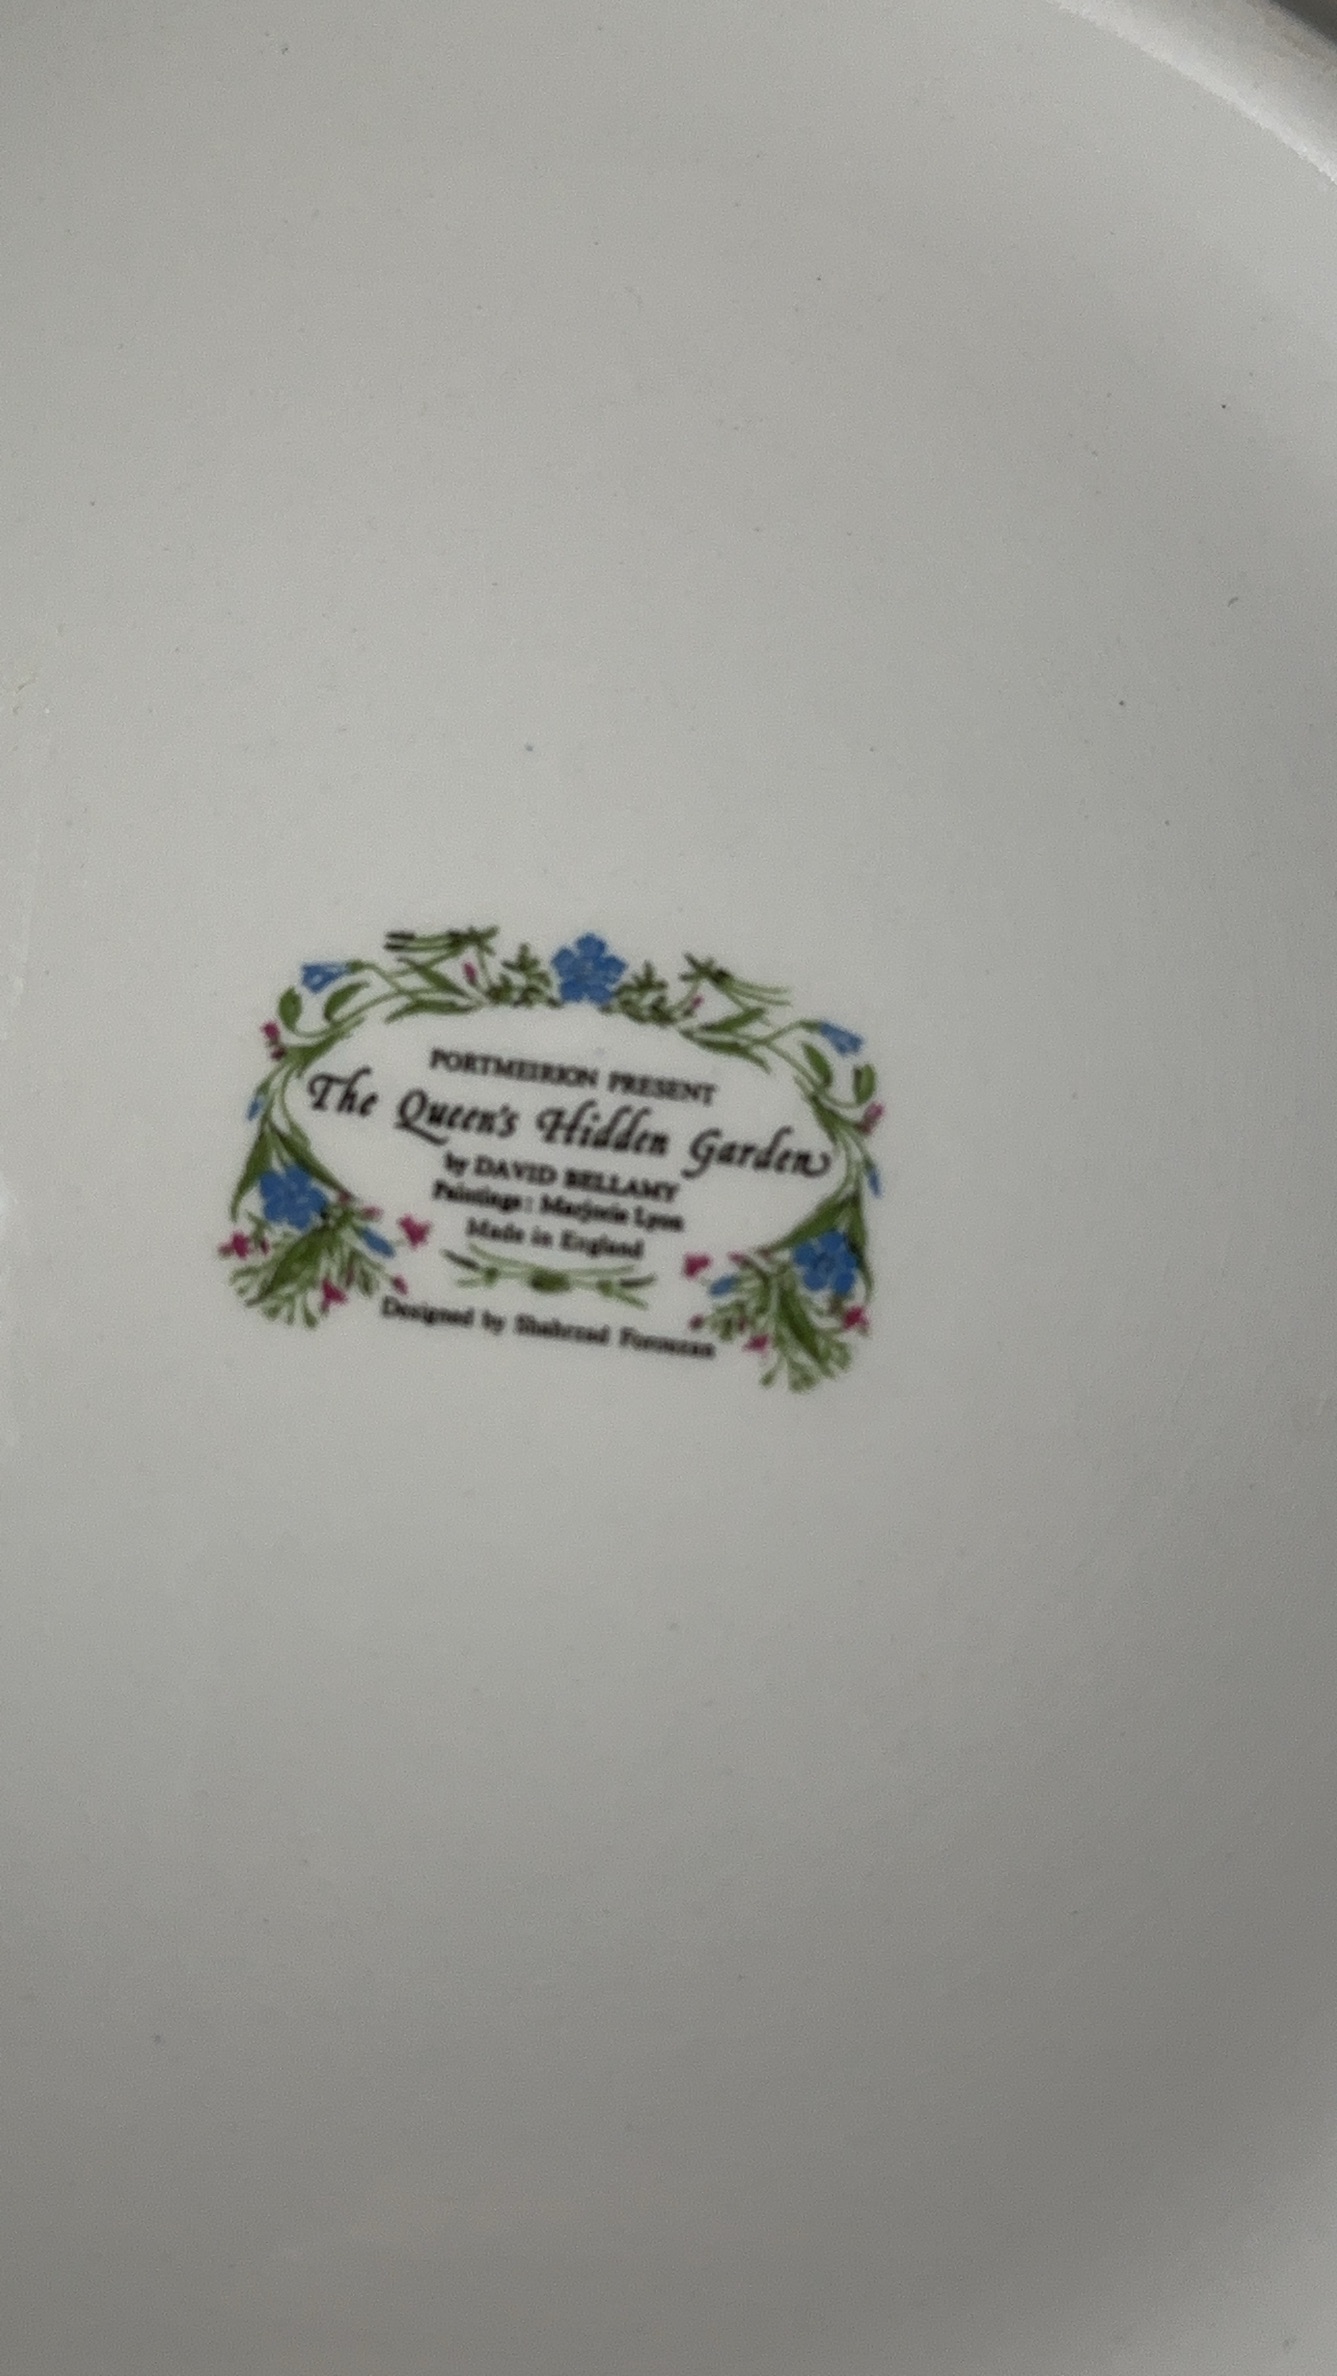 PORTMEIRION PRESENT
The Queen's Hidden Garden
by DAVID BELLAMY
Paintings: Marjorie Lyon
Made in England
Designed by Shahrzad Forouzan